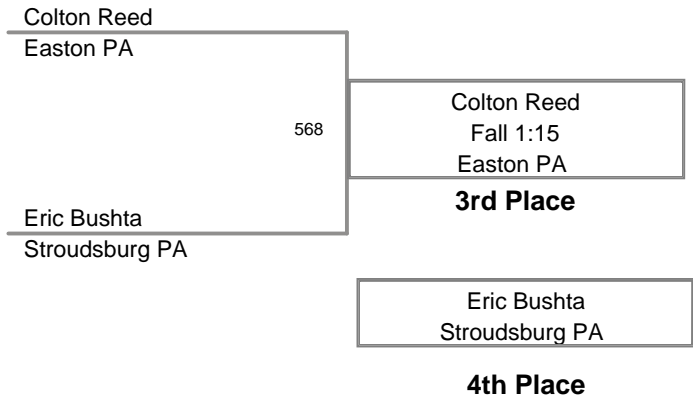 Colton Reed
Easton PA
568
Colton Reed
Fall 1:15
Easton PA
3rd Place
Eric Bushta
Stroudsburg PA
Eric Bushta
Stroudsburg PA
4th Place